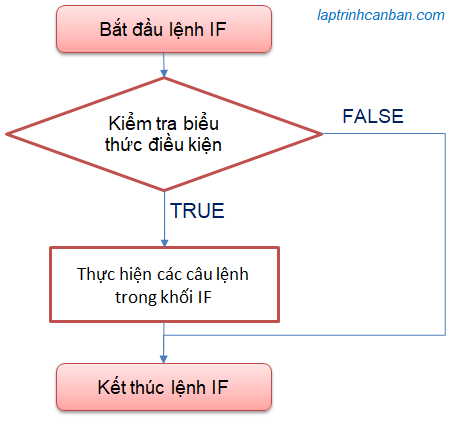 laptrinhcanban.com
Bắt đầu lệnh IF
Kiểm tra biểu
thức điều kiện
FALSE
TRUE
Thực hiện các câu lệnh
trong khối IF
Kết thúc lệnh IF